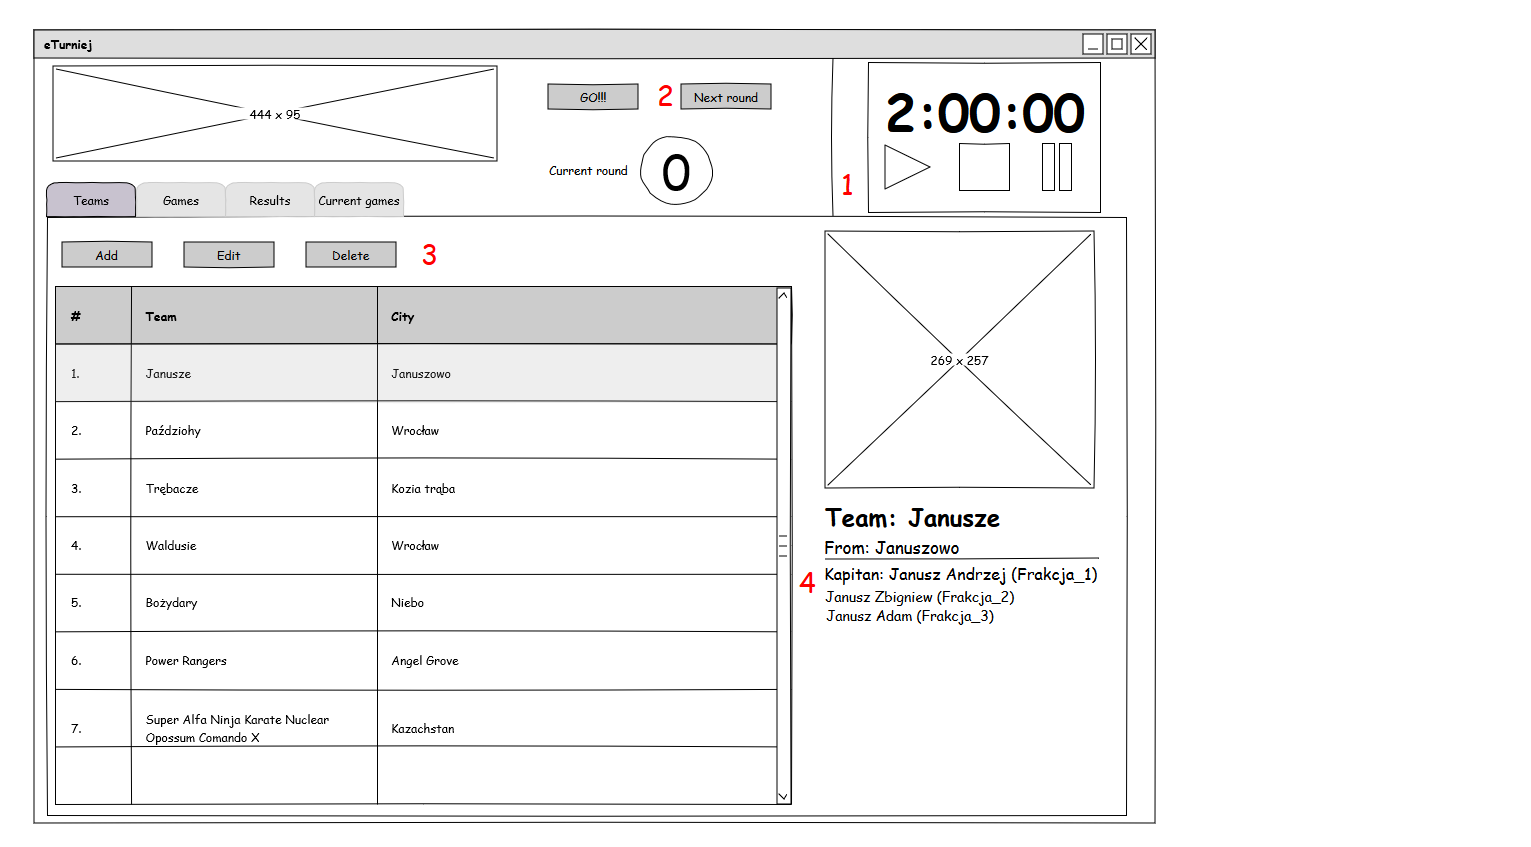 eTurniej
444 x 95
GO!!!
2
Next round
Current round
0
2:00:00
1
Teams
Games
Results
Current games
Add
Edit
Delete
3
# Team City
1. Janusze Januszowo
2. Paździohy Wrocław
3. Trębacze Kozia trąba
4. Waldusie Wrocław
5. Bożydary Niebo
6. Power Rangers Angel Grove
7. Super Alfa Ninja Karate Nuclear
Opossum Comando X
Kazachstan
269 x 257
Team: Janusze
From: Januszowo
4
Kapitan: Janusz Andrzej (Frakcja_1)
Janusz Zbigniew (Frakcja_2)
Janusz Adam (Frakcja_3)